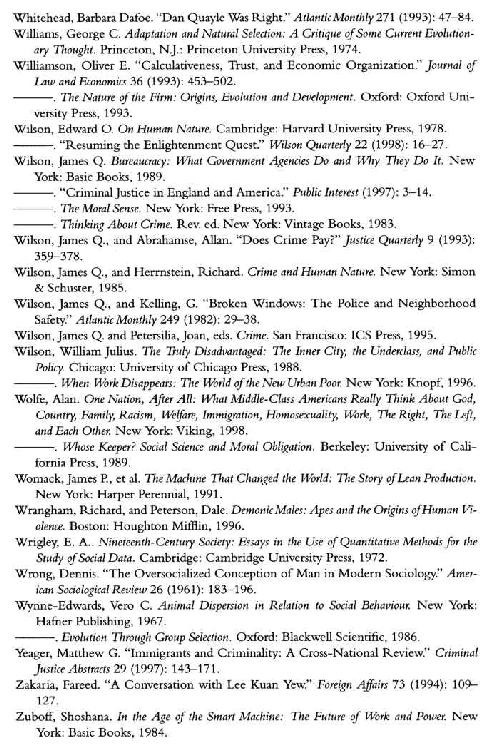 Whitehead, Barbara Dafoe. "Dan Quayle Was Right." Atlantic Monthly 271 (1993): 47–84.
Williams, George C. Adaptation and Natural Selection: A Critique of Some Current Evolution-
ary Thought. Princeton, N.J.: Princeton University Press, 1974.
Williamson, Oliver E. "Calculativeness, Trust, and Economic Organization." Journal of
Law and Economics 36 (1993): 453–502.
———. The Nature of the Firm: Origins, Evolution and Development. Oxford: Oxford Uni-
versity Press, 1993.
Wilson, Edward O. On Human Nature. Cambridge: Harvard University Press, 1978.
———. "Resuming the Enlightenment Quest." Wilson Quarterly 22 (1998): 16–27.
Wilson, James Q. Bureaucracy: What Government Agencies Do and Why They Do It. New
York: Basic Books, 1989.
———. "Criminal Justice in England and America." Public Interest (1997): 3–14.
———. The Moral Sense. New York: Free Press, 1993.
———. Thinking About Crime. Rev. ed. New York: Vintage Books, 1983.
Wilson, James Q., and Abrahamse, Allan. "Does Crime Pay?" Justice Quarterly 9 (1993):
359–378.
Wilson, James Q., and Herrnstein, Richard. Crime and Human Nature. New York: Simon
& Schuster, 1985.
Wilson, James Q., and Kelling, G. "Broken Windows: The Police and Neighborhood
Safety." Atlantic Monthly 249 (1982): 29–38.
Wilson, James Q. and Petersilia, Joan, eds. Crime. San Francisco: ICS Press, 1995.
Wilson, William Julius. The Truly Disadvantaged: The Inner City, the Underclass, and Public
Policy. Chicago: University of Chicago Press, 1988.
———. When Work Disappears: The World of the New Urban Poor. New York: Knopf, 1996.
Wolfe, Alan. One Nation, After All: What Middle-Class Americans Really Think About God,
Country, Family, Racism, Welfare, Immigration, Homosexuality, Work, The Right, The Left,
and Each Other. New York: Viking, 1998.
———. Whose Keeper? Social Science and Moral Obligation. Berkeley: University of Cali-
fornia Press, 1989.
Womack, James P., et al. The Machine That Changed the World: The Story of Lean Production.
New York: Harper Perennial, 1991.
Wrangham, Richard, and Peterson, Dale. Demonic Males: Apes and the Origins of Human Vi-
olence. Boston: Houghton Mifflin, 1996.
Wrigley, E. A.. Nineteenth-Century Society: Essays in the Use of Quantitative Methods for the
Study of Social Data. Cambridge: Cambridge University Press, 1972.
Wrong, Dennis. "The Oversocialized Conception of Man in Modern Sociology." Amer-
ican Sociological Review 26 (1961): 183–196.
Wynne-Edwards, Vero C. Animal Dispersion in Relation to Social Behaviour. New York:
Hafner Publishing, 1967.
———. Evolution Through Group Selection. Oxford: Blackwell Scientific, 1986.
Yeager, Matthew G. "Immigrants and Criminality: A Cross-National Review." Criminal
Justice Abstracts 29 (1997): 143–171.
Zakaria, Fareed. "A Conversation with Lee Kuan Yew." Foreign Affairs 73 (1994): 109–
127.
Zuboff, Shoshana. In the Age of the Smart Machine: The Future of Work and Power. New
York: Basic Books, 1984.